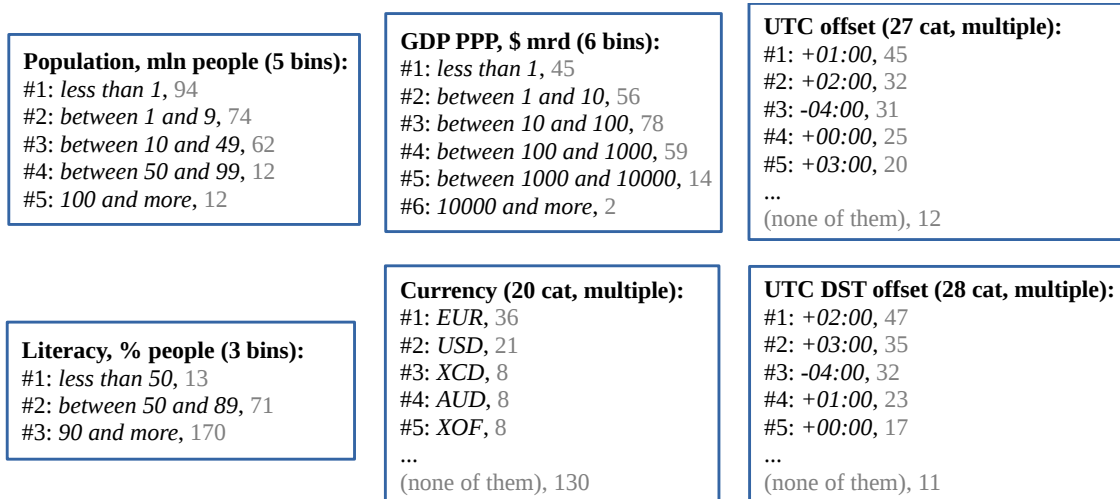 Population, mln people (5 bins):
#1: less than 1, 94
#2: between 1 and 9, 74
#3: between 10 and 49, 62
#4: between 50 and 99, 12
#5: 100 and more, 12
GDP PPP, $ mrd (6 bins):
#1: less than 1, 45
#2: between 1 and 10, 56
#3: between 10 and 100, 78
#4: between 100 and 1000, 59
#5: between 1000 and 10000, 14
#6: 10000 and more, 2
UTC offset (27 cat, multiple):
#1: +01:00, 45
#2: +02:00, 32
#3: -04:00, 31
#4: +00:00, 25
#5: +03:00, 20
...
(none of them), 12
Literacy, % people (3 bins):
#1: less than 50, 13
#2: between 50 and 89, 71
#3: 90 and more, 170
Currency (20 cat, multiple):
#1: EUR, 36
#2: USD, 21
#3: XCD, 8
#4: AUD, 8
#5: XOF, 8
...
(none of them), 130
UTC DST offset (28 cat, multiple):
#1: +02:00, 47
#2: +03:00, 35
#3: -04:00, 32
#4: +01:00, 23
#5: +00:00, 17
...
(none of them), 11